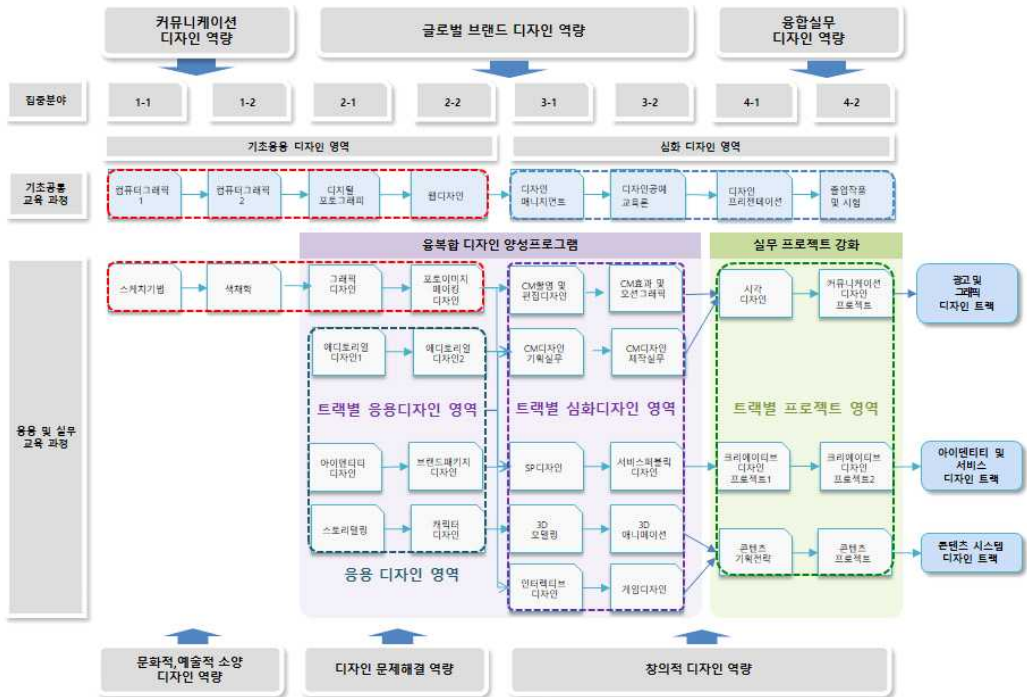 커뮤니케이션
디자인 역량
글로벌 브랜드 디자인 역량
융합실무
디자인 역량
집중분야
1-1
1-2
2-1
2-2
3-1
3-2
4-1
4-2
기초응용 디자인 영역
심화 디자인 영역
기초공통
교육 과정
컴퓨터그래픽
1
컴퓨터그래픽
2
디지털
포토그래피
웹디자인
디자인
매니지먼트
디자인공예
교육론
디자인
프리젠테이션
졸업작품
및 시험
융복합 디자인 양성프로그램
실무 프로젝트 강화
응용 및 실무
교육 과정
스케치기법
색채학
그래픽
디자인
포토이미지
메이킹
디자인
CM촬영 및
편집디자인
CM효과 및
모션그래픽
시각
디자인
커뮤니케이션
디자인
프로젝트
광고 및
그래픽
디자인 트랙
에디토리얼
디자인1
에디토리얼
디자인2
CM디자인
기획실무
CM디자인
제작실무
트랙별 응용디자인 영역
트랙별 심화디자인 영역
트랙별 프로젝트 영역
아이덴티티
디자인
브랜드패키지
디자인
SP디자인
서비스퍼블릭
디자인
크리에이티브
디자인
프로젝트1
크리에이티브
디자인
프로젝트2
아이덴티티 및
서비스
디자인 트랙
스토리텔링
캐릭터
디자인
3D
모델링
3D
애니메이션
콘텐츠
기획전략
콘텐츠
프로젝트
콘텐츠 시스템
디자인 트랙
응용 디자인 영역
인터렉티브
디자인
게임디자인
문화적,예술적 소양
디자인 역량
디자인 문제해결 역량
창의적 디자인 역량